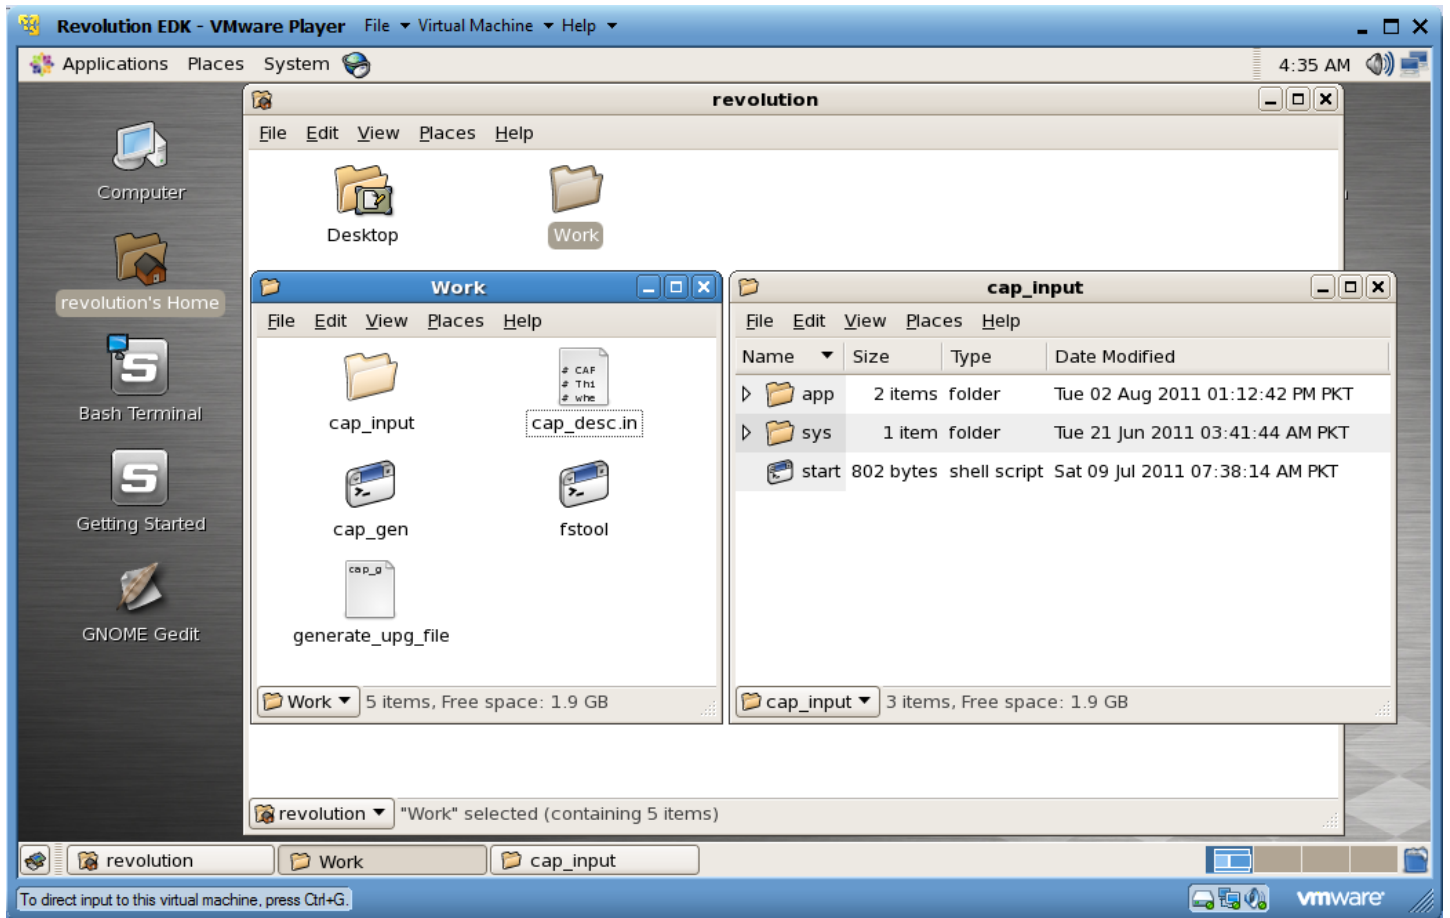 Revolution EDK - VMware Player File Virtual Machine Help
Applications Places System 4:35 AM
revolution
File Edit View Places Help
Computer
Desktop Work
revolution's Home
Work
File Edit View Places Help
cap_input
File Edit View Places Help
Name Size Type Date Modified
app 2 items folder Tue 02 Aug 2011 01:12:42 PM PKT
sys 1 item folder Tue 21 Jun 2011 03:41:44 AM PKT
start 802 bytes shell script Sat 09 Jul 2011 07:38:14 AM PKT
# CAF
# Thi
# whe
cap_input cap_desc.in
Bash Terminal
cap_gen fstool
Getting Started
cap_g
generate_upg_file
GNOME Gedit
Work 5 items, Free space: 1.9 GB
cap_input 3 items, Free space: 1.9 GB
revolution "Work" selected (containing 5 items)
revolution Work cap_input
To direct input to this virtual machine, press Ctrl+G. vmware